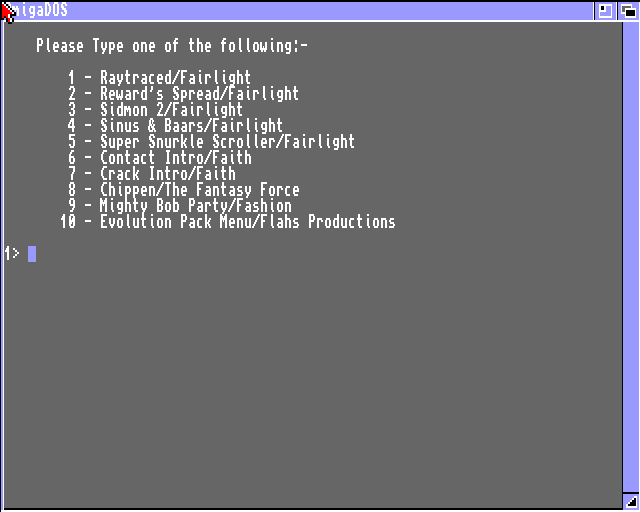 migaDOS
Please Type one of the following:-
1 - Raytraced/Fairlight
2 - Reward's Spread/Fairlight
3 - Sidmon 2/Fairlight
4 - Sinus & Baars/Fairlight
5 - Super Snurkle Scroller/Fairlight
6 - Contact Intro/Faith
7 - Crack Intro/Faith
8 - Chippen/The Fantasy Force
9 - Mighty Bob Party/Fashion
10 - Evolution Pack Menu/Flahs Productions
1>